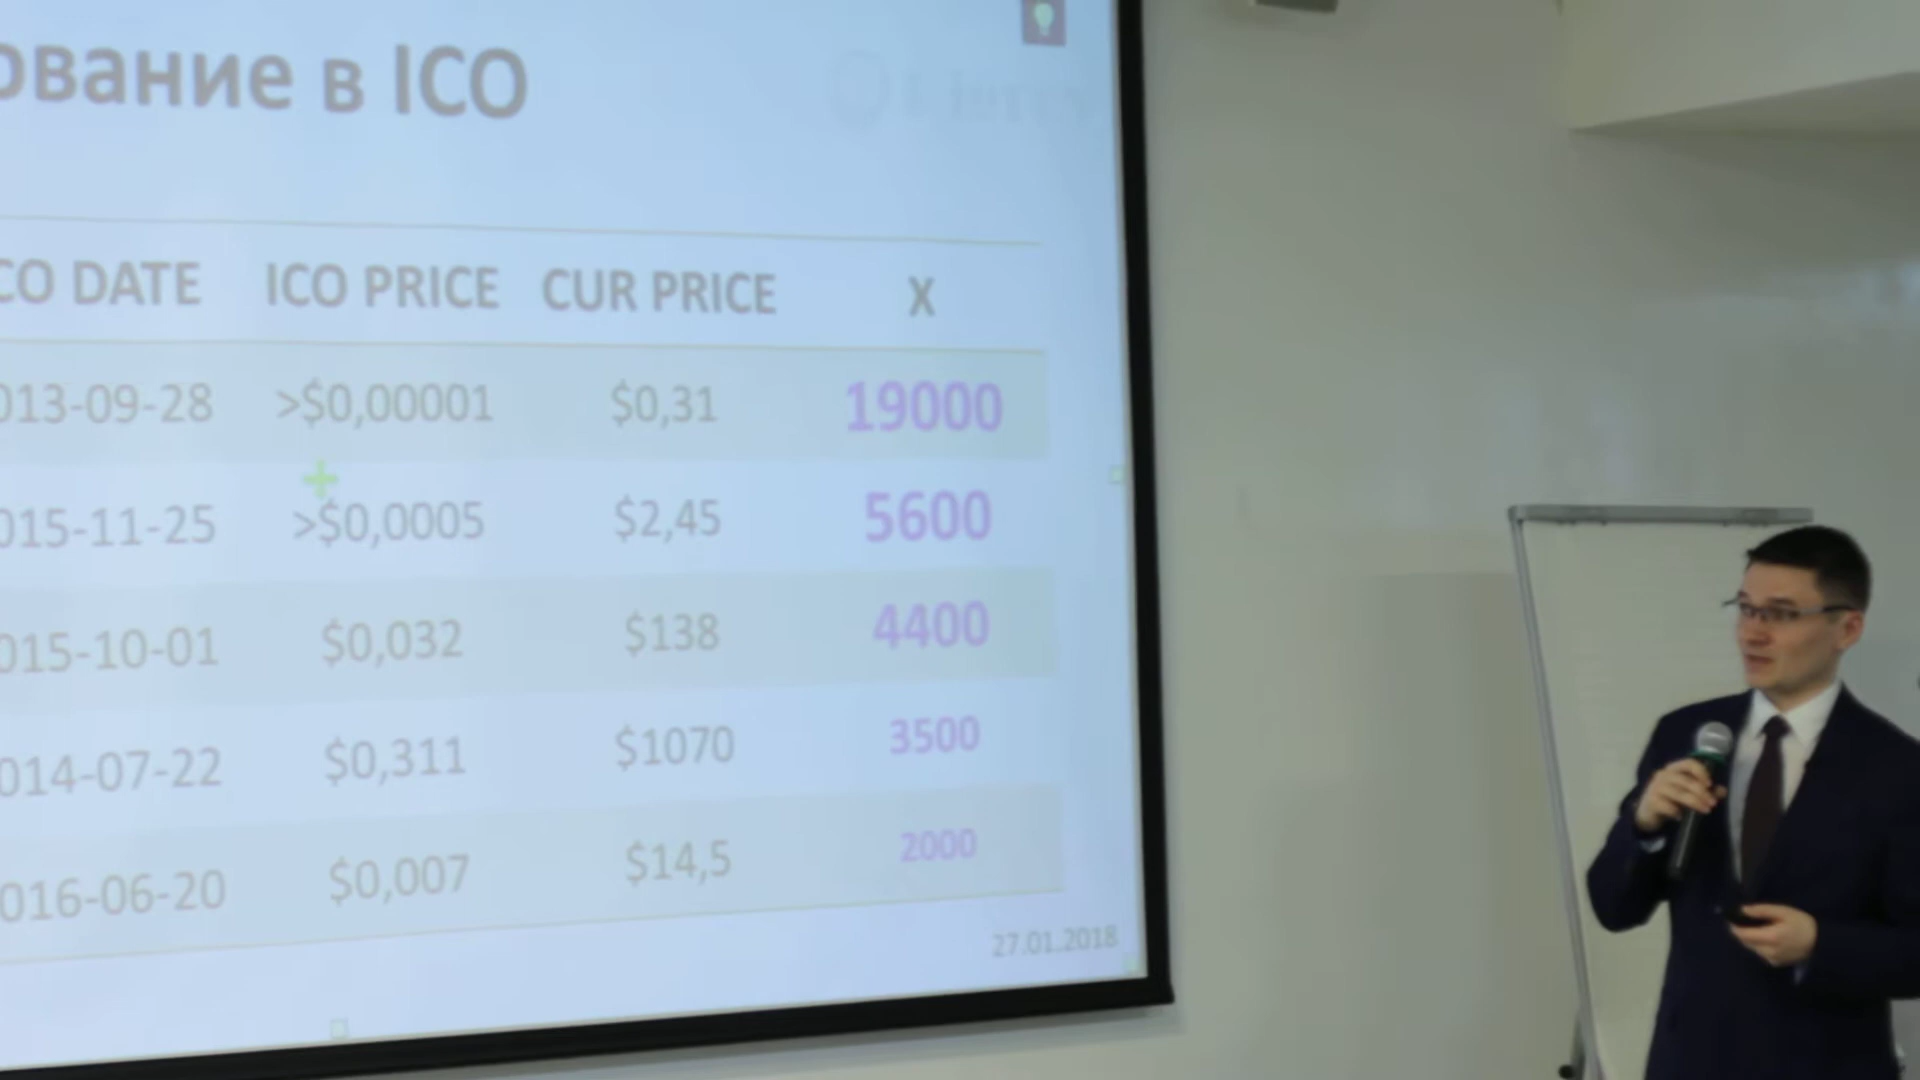 ование в ICO
CO DATE ICO PRICE CUR PRICE X
013-09-28 >$0,00001 $0,31 19000
015-11-25 >$0,0005 $2,45 5600
015-10-01 $0,032 $138 4400
014-07-22 $0,311 $1070 3500
016-06-20 $0,007 $14,5 2000
27.01.2018